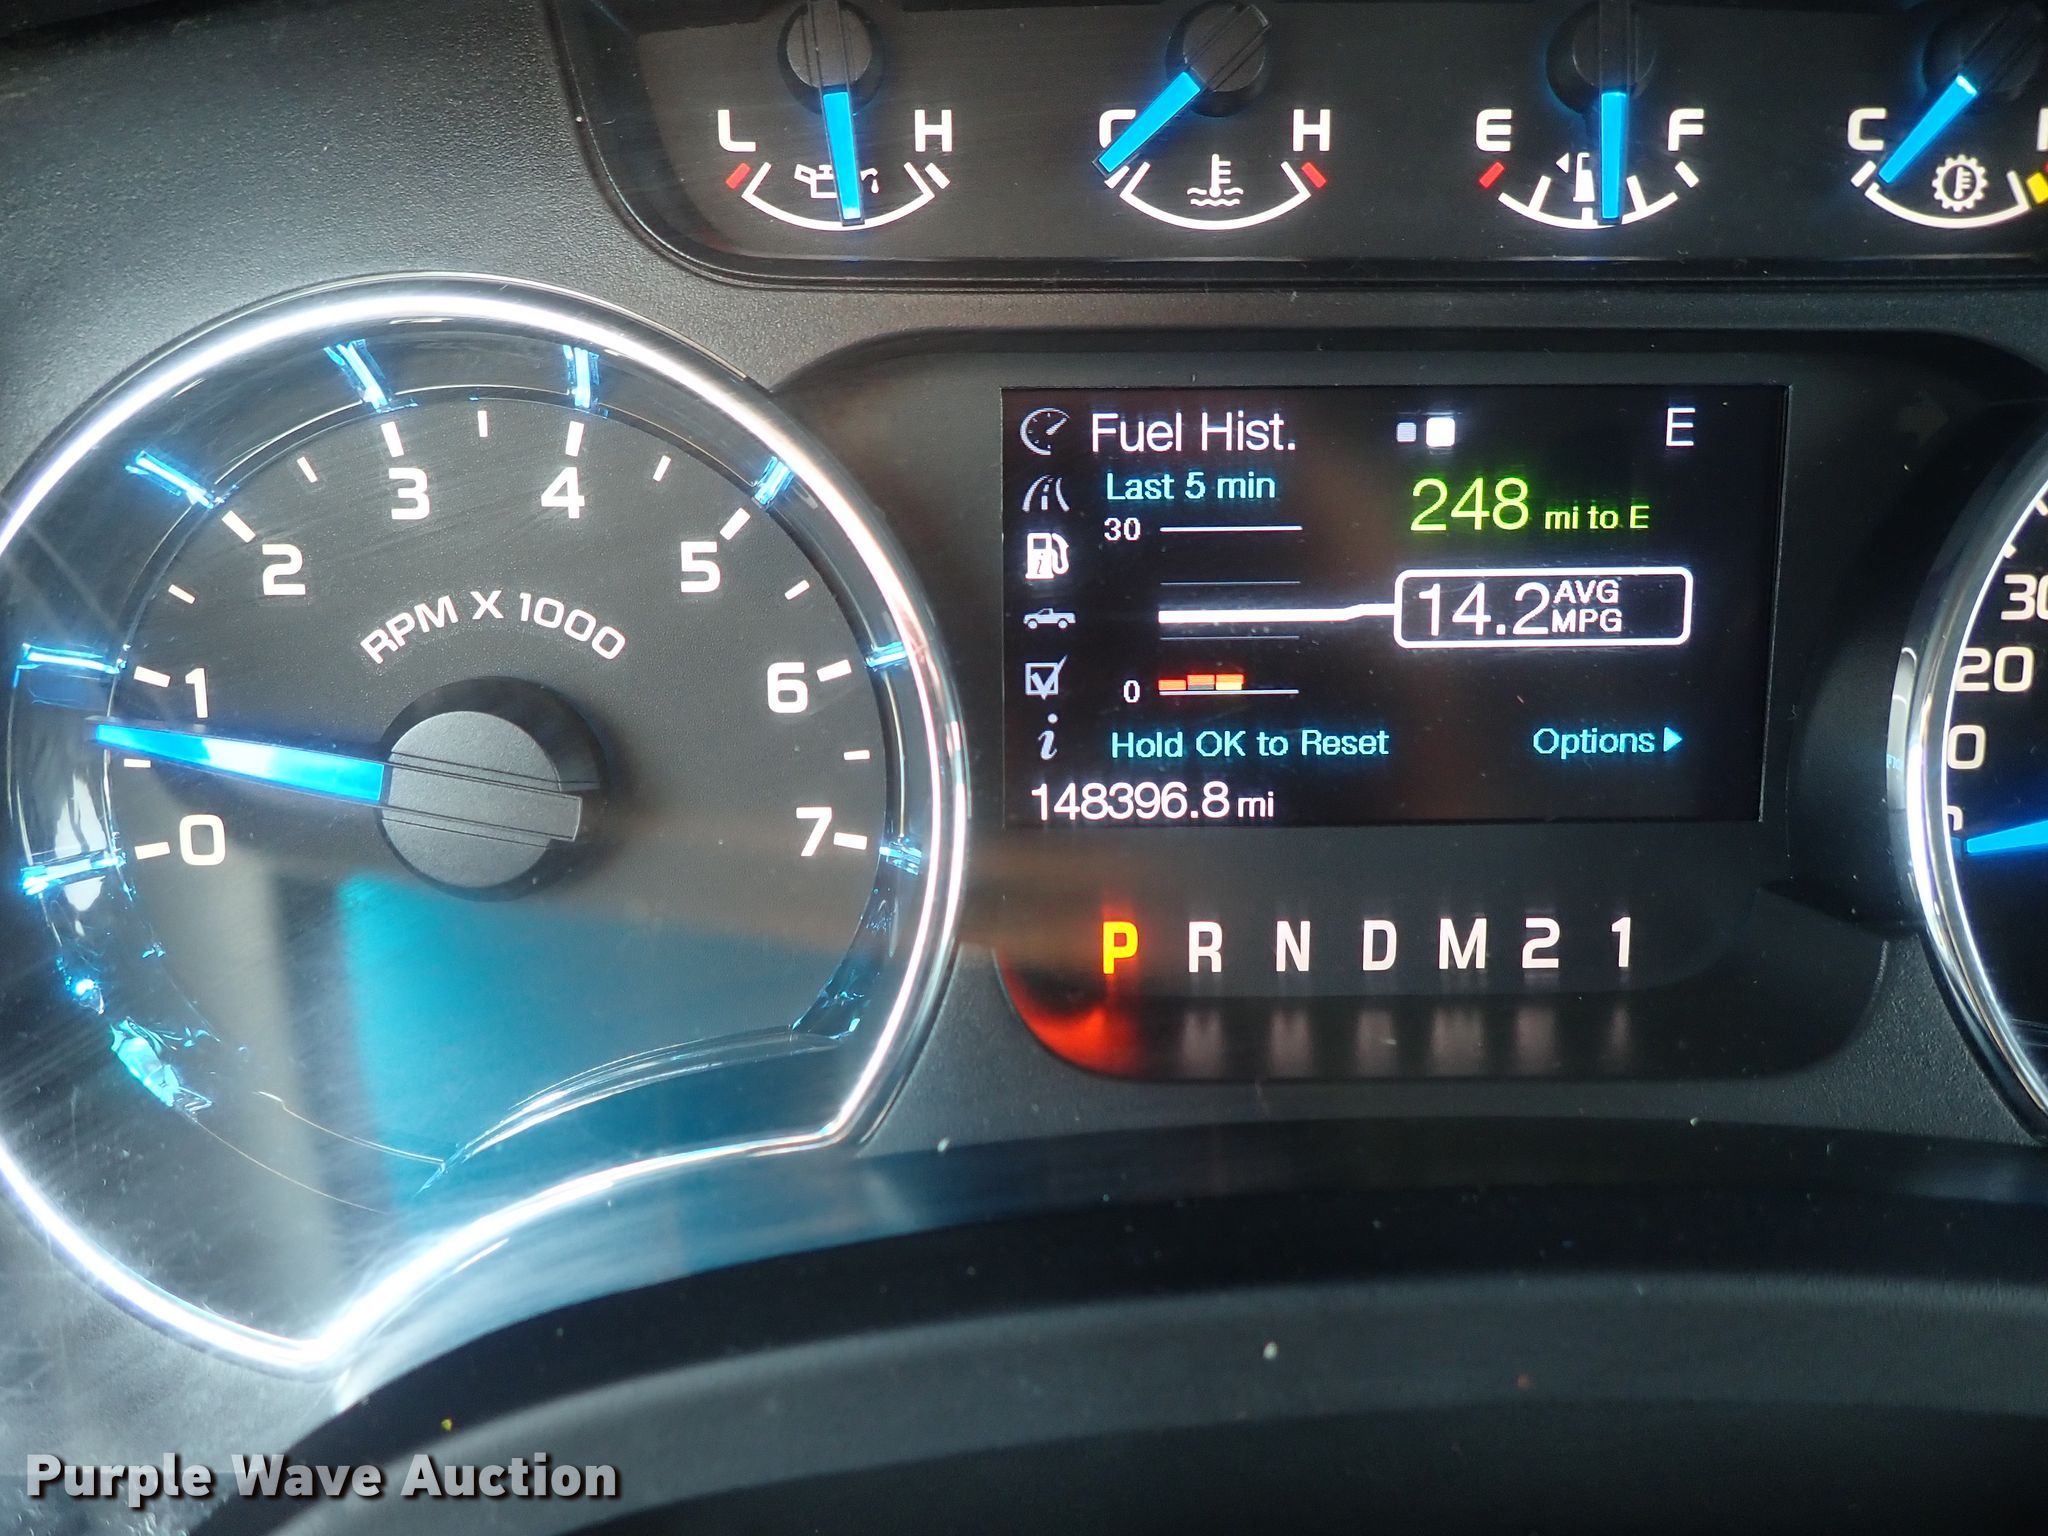 L H
C H
E F
C
3 4
2 5
RPM X 1000
1 6
0 7
Fuel Hist. E
Last 5 min
248 mi to E
30
14.2 AVG MPG
0
Hold OK to Reset Options
148396.8 mi
P R N D M 2 1
20
Purple Wave Auction